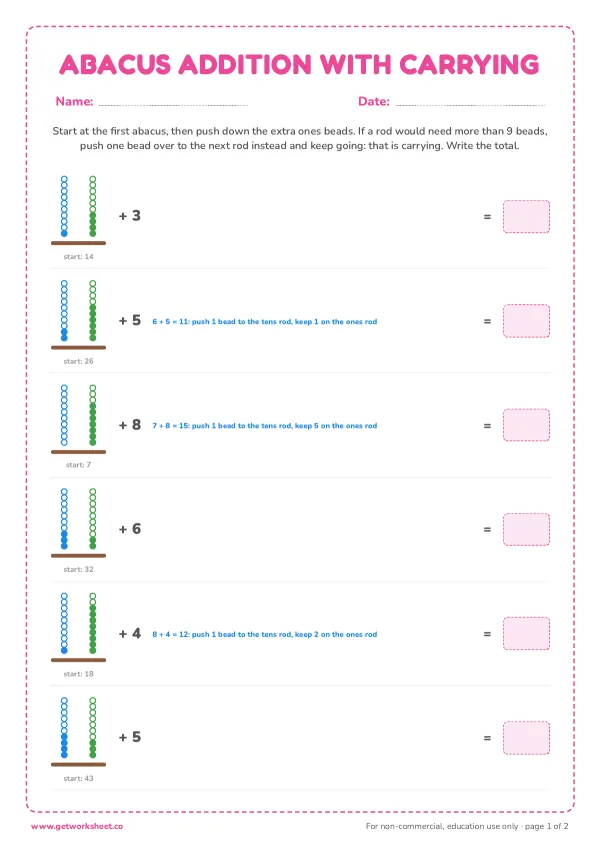 ABACUS ADDITION WITH CARRYING
Name:
Date:
Start at the first abacus, then push down the extra ones beads. If a rod would need more than 9 beads,
push one bead over to the next rod instead and keep going: that is carrying. Write the total.
+ 3 =
start: 14
+ 5 6 + 5 = 11: push 1 bead to the tens rod, keep 1 on the ones rod =
start: 26
+ 8 7 + 8 = 15: push 1 bead to the tens rod, keep 5 on the ones rod =
start: 7
+ 6 =
start: 32
+ 4 8 + 4 = 12: push 1 bead to the tens rod, keep 2 on the ones rod =
start: 18
+ 5 =
start: 43
www.getworksheet.co
For non-commercial, education use only · page 1 of 2